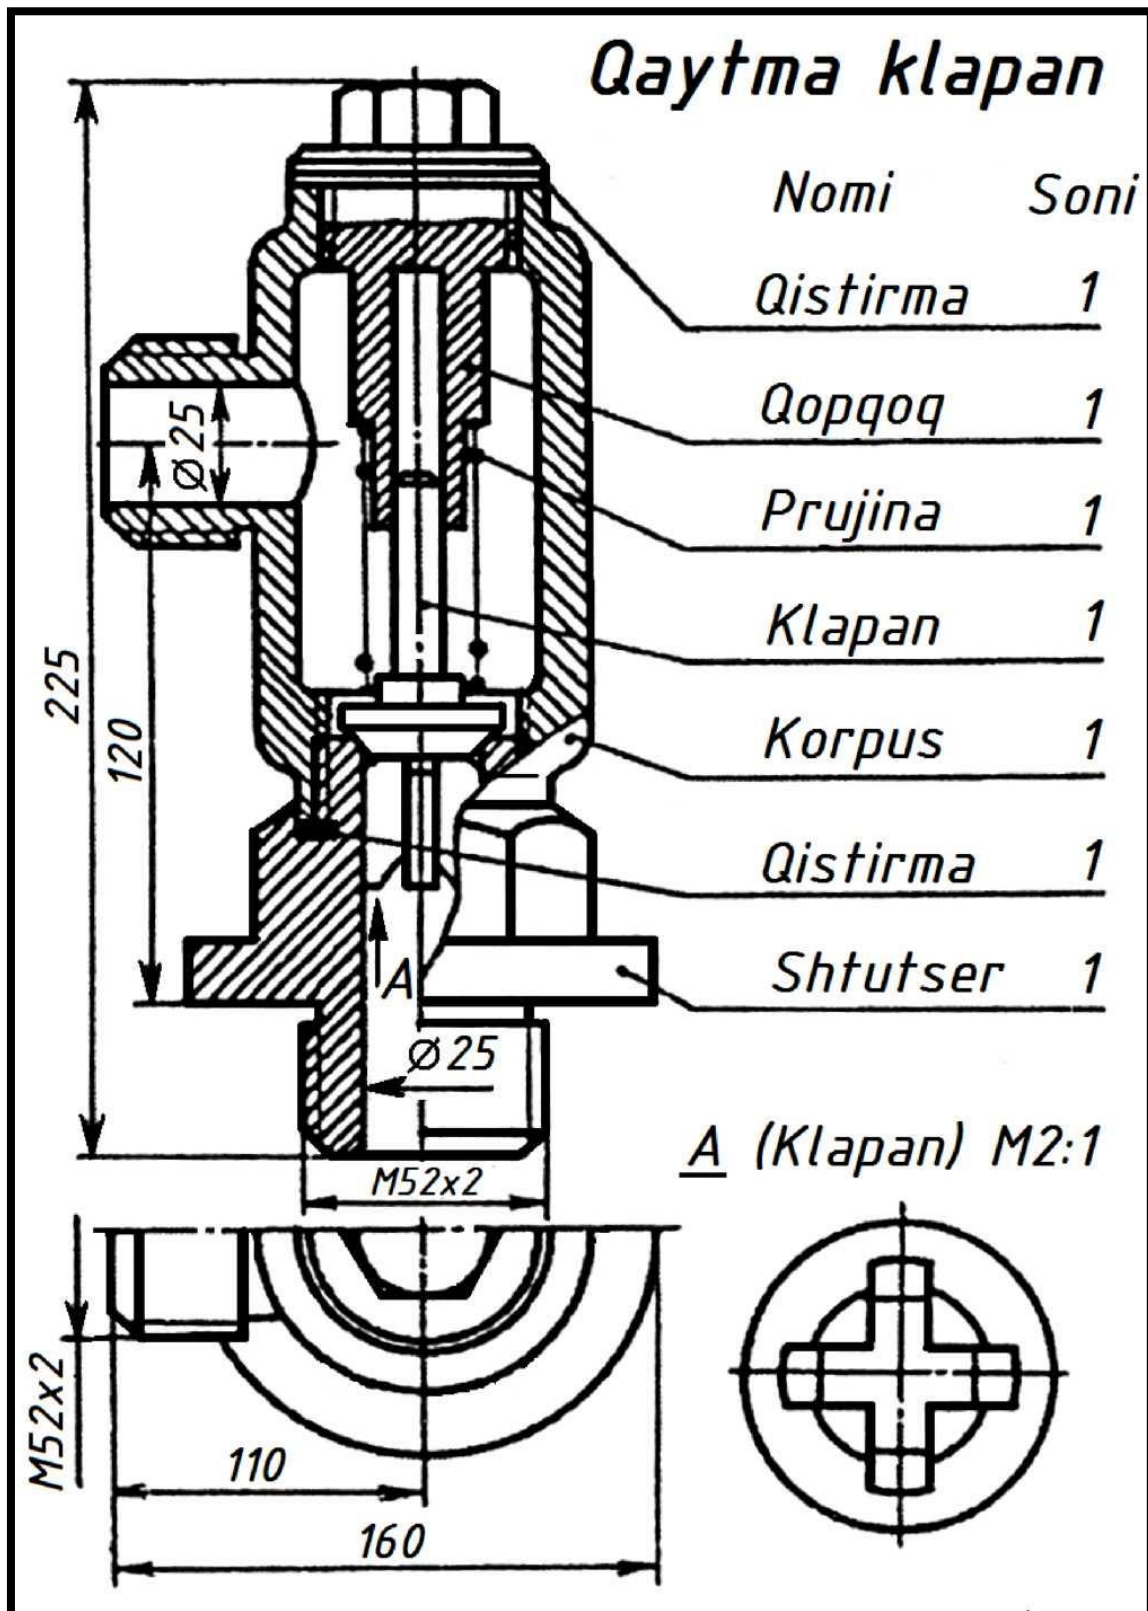 Qaytma klapan
Nomi Soni
Qistirma 1
Qopqoq 1
Prujina 1
Klapan 1
Korpus 1
Qistirma 1
Shtutser 1
225
120
Ø25
A
Ø25
M52x2
A (Klapan) M2:1
M52x2
110
160